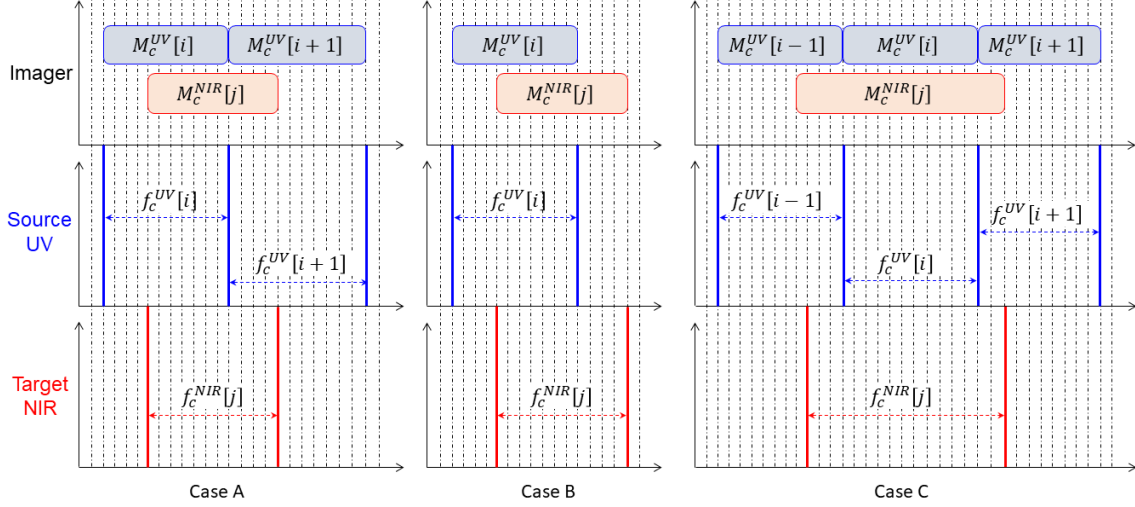 Imager
M_c^{UV}[i]
M_c^{UV}[i + 1]
M_c^{NIR}[j]
M_c^{UV}[i]
M_c^{NIR}[j]
M_c^{UV}[i − 1]
M_c^{UV}[i]
M_c^{UV}[i + 1]
M_c^{NIR}[j]
Source
UV
f_c^{UV}[i]
f_c^{UV}[i + 1]
f_c^{UV}[i]
f_c^{UV}[i − 1]
f_c^{UV}[i]
f_c^{UV}[i + 1]
Target
NIR
f_c^{NIR}[j]
f_c^{NIR}[j]
f_c^{NIR}[j]
Case A
Case B
Case C